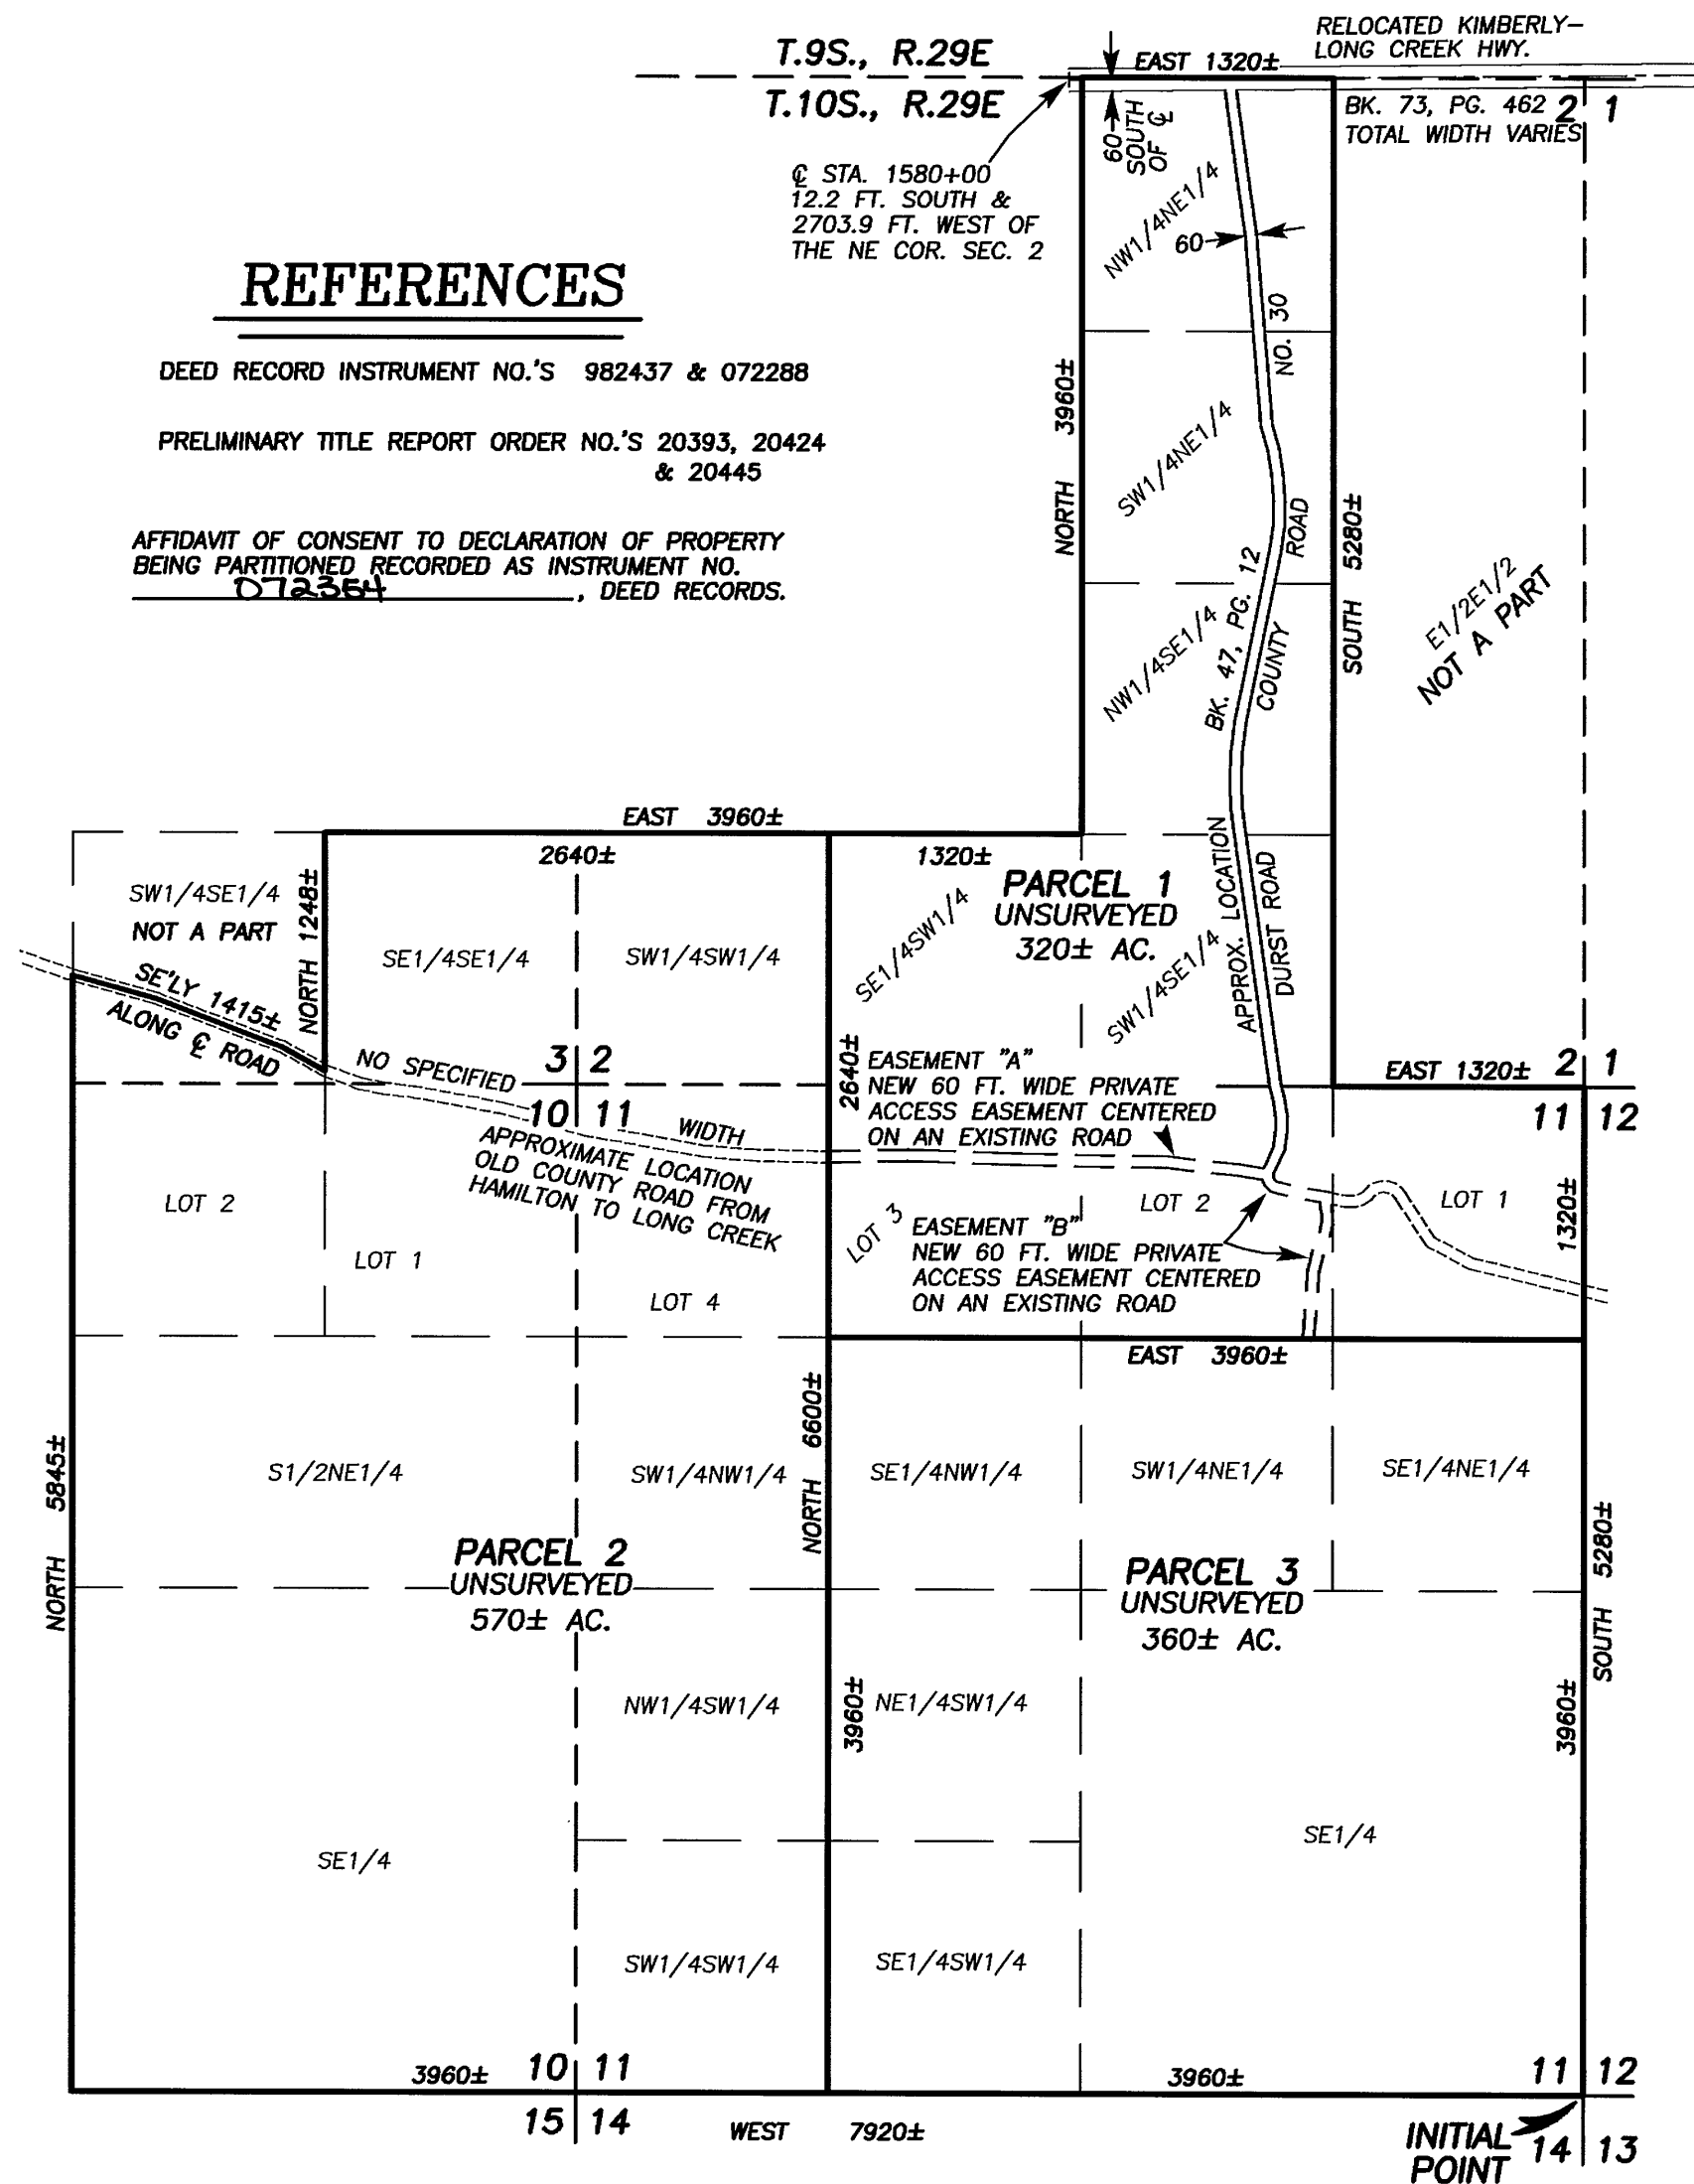 RELOCATED KIMBERLY-
LONG CREEK HWY.
T.9S., R.29E
EAST 1320±
T.10S., R.29E
BK. 73, PG. 462
TOTAL WIDTH VARIES
2 1
60
SOUTH
OF ℄
℄ STA. 1580+00
12.2 FT. SOUTH &
2703.9 FT. WEST OF
THE NE COR. SEC. 2
NW1/4NE1/4
60
REFERENCES
DEED RECORD INSTRUMENT NO.'S 982437 & 072288
PRELIMINARY TITLE REPORT ORDER NO.'S 20393, 20424
& 20445
AFFIDAVIT OF CONSENT TO DECLARATION OF PROPERTY
BEING PARTITIONED RECORDED AS INSTRUMENT NO.
072354, DEED RECORDS.
NORTH 3960±
SW1/4NE1/4
NW1/4SE1/4
BK. 47, PG. 12
COUNTY ROAD NO. 30
SOUTH 5280±
E1/2E1/2
NOT A PART
EAST 3960±
2640±
1320±
PARCEL 1
UNSURVEYED
320± AC.
SW1/4SE1/4
NOT A PART
NORTH 1248±
SE1/4SE1/4
SW1/4SW1/4
SE1/4SW1/4
SW1/4SE1/4
APPROX. LOCATION
DURST ROAD
SE'LY 1415±
ALONG ℄ ROAD
NO SPECIFIED
WIDTH
3 2
10 11
2640±
EASEMENT "A"
NEW 60 FT. WIDE PRIVATE
ACCESS EASEMENT CENTERED
ON AN EXISTING ROAD
EAST 1320±
2 1
11 12
APPROXIMATE LOCATION
OLD COUNTY ROAD FROM
HAMILTON TO LONG CREEK
LOT 2
LOT 1
LOT 4
LOT 3
LOT 2
LOT 1
1320±
EASEMENT "B"
NEW 60 FT. WIDE PRIVATE
ACCESS EASEMENT CENTERED
ON AN EXISTING ROAD
EAST 3960±
NORTH 5845±
S1/2NE1/4
SW1/4NW1/4
NORTH 6600±
SE1/4NW1/4
SW1/4NE1/4
SE1/4NE1/4
SOUTH 5280±
PARCEL 2
UNSURVEYED
570± AC.
PARCEL 3
UNSURVEYED
360± AC.
NW1/4SW1/4
3960±
NE1/4SW1/4
3960±
SE1/4
SE1/4
SW1/4SW1/4
SE1/4SW1/4
3960±
10 11
3960±
11 12
15 14
WEST 7920±
INITIAL
POINT
14 13